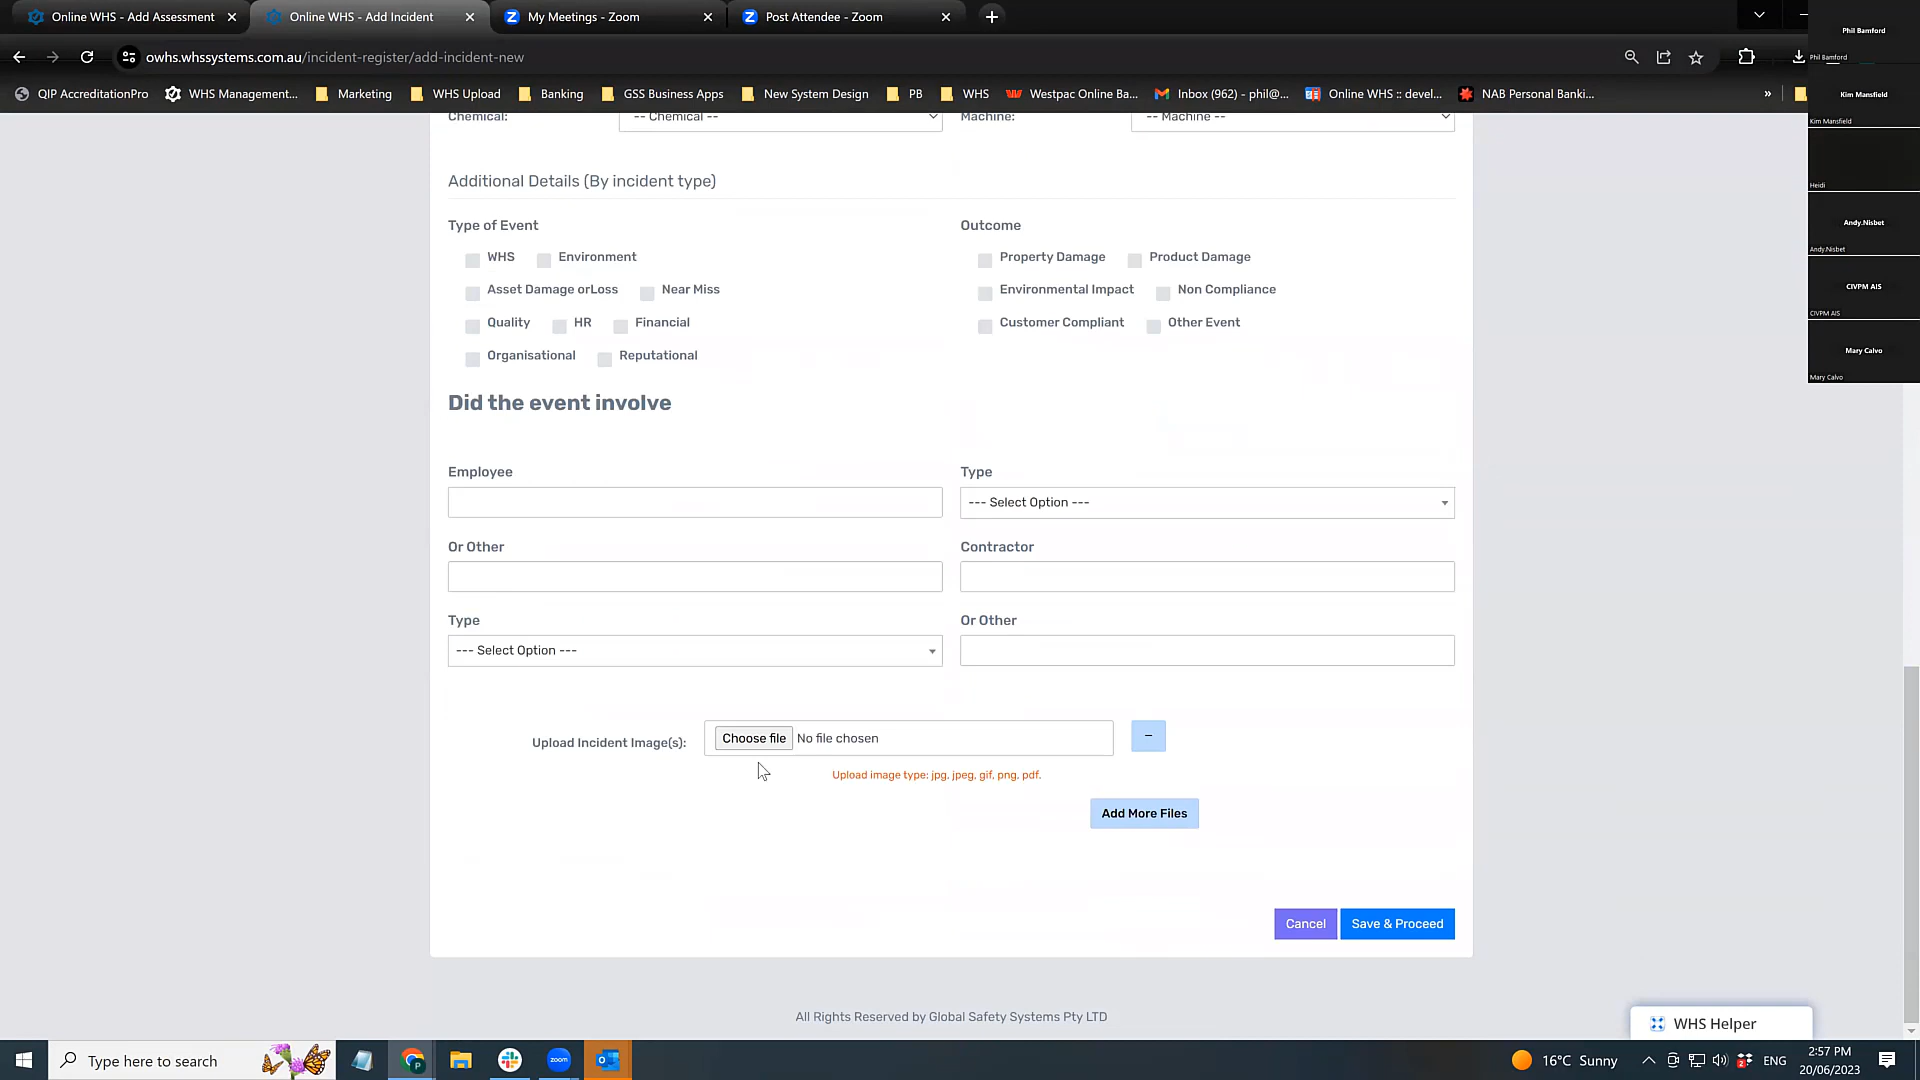 Online WHS - Add Assessment
Online WHS - Add Incident
My Meetings - Zoom
Post Attendee - Zoom
owhs.whssystems.com.au/incident-register/add-incident-new
QIP AccreditationPro
WHS Management...
Marketing
WHS Upload
Banking
GSS Business Apps
New System Design
PB
WHS
Westpac Online Ba...
Inbox (962) - phil@...
Online WHS :: devel...
NAB Personal Banki...
»
Phil Bamford
Phil Bamford
Kim Mansfield
Kim Mansfield
Heidi
Andy.Nisbet
Andy.Nisbet
CIVPM AIS
CIVPM AIS
Mary Calvo
Mary Calvo
Chemical: -- Chemical --
Machine: -- Machine --
Additional Details (By incident type)
Type of Event
WHS Environment
Asset Damage orLoss Near Miss
Quality HR Financial
Organisational Reputational
Outcome
Property Damage Product Damage
Environmental Impact Non Compliance
Customer Compliant Other Event
Did the event involve
Employee
Type
--- Select Option ---
Or Other
Contractor
Type
--- Select Option ---
Or Other
Upload Incident Image(s): Choose file No file chosen −
Upload image type: jpg, jpeg, gif, png, pdf.
Add More Files
Cancel Save & Proceed
All Rights Reserved by Global Safety Systems Pty LTD
WHS Helper
Type here to search
zoom
16°C Sunny
ENG
2:57 PM
20/06/2023